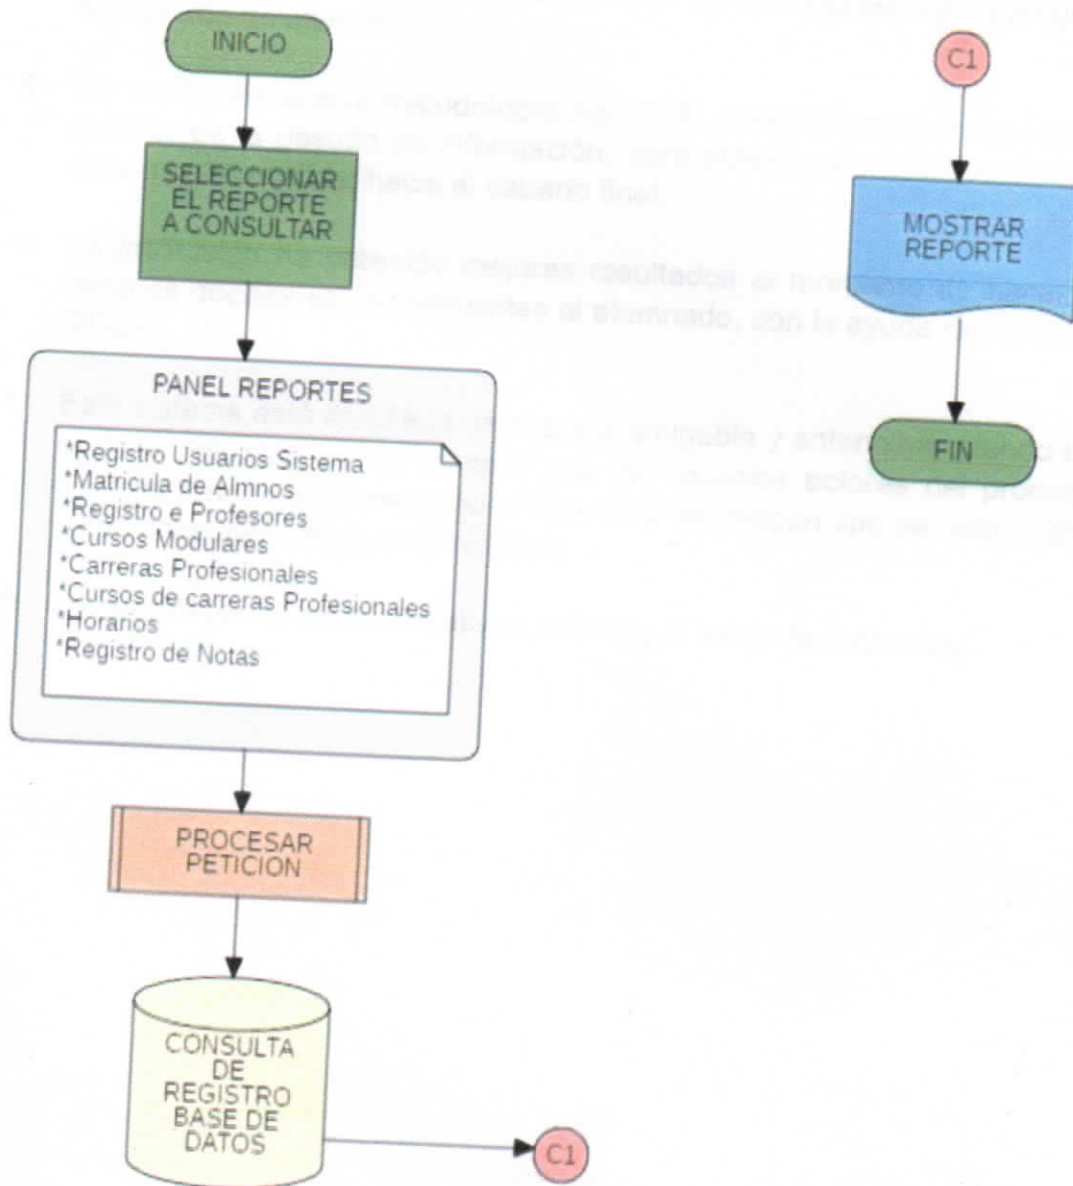 INICIO
SELECCIONAR
EL REPORTE
A CONSULTAR
PANEL REPORTES
*Registro Usuarios Sistema
*Matricula de Almnos
*Registro e Profesores
*Cursos Modulares
*Carreras Profesionales
*Cursos de carreras Profesionales
*Horarios
*Registro de Notas
PROCESAR
PETICION
CONSULTA
DE
REGISTRO
BASE DE
DATOS
C1
C1
MOSTRAR
REPORTE
FIN